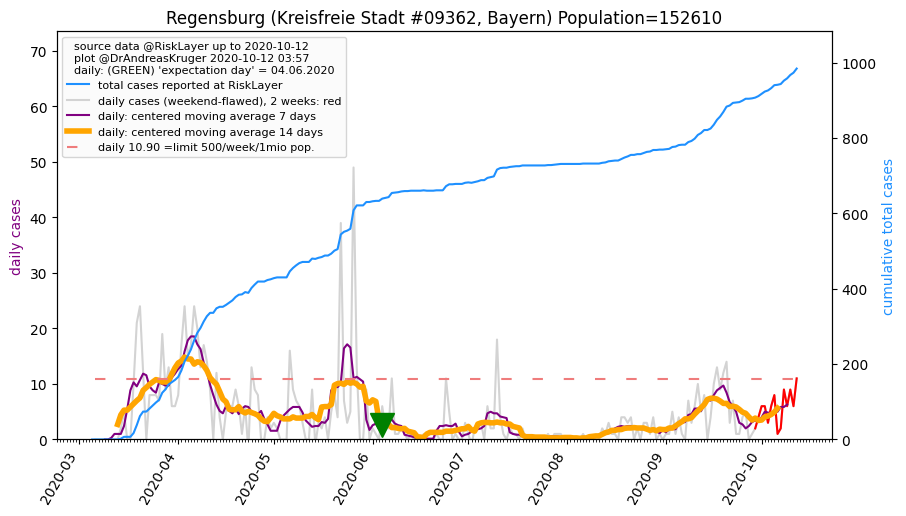 Regensburg (Kreisfreie Stadt #09362, Bayern) Population=152610
source data @RiskLayer up to 2020-10-12
plot @DrAndreasKruger 2020-10-12 03:57
daily: (GREEN) 'expectation day' = 04.06.2020
total cases reported at RiskLayer
daily cases (weekend-flawed), 2 weeks: red
daily: centered moving average 7 days
daily: centered moving average 14 days
daily 10.90 =limit 500/week/1mio pop.
daily cases
70
60
50
40
30
20
10
0
cumulative total cases
1000
800
600
400
200
0
2020-03
2020-04
2020-05
2020-06
2020-07
2020-08
2020-09
2020-10